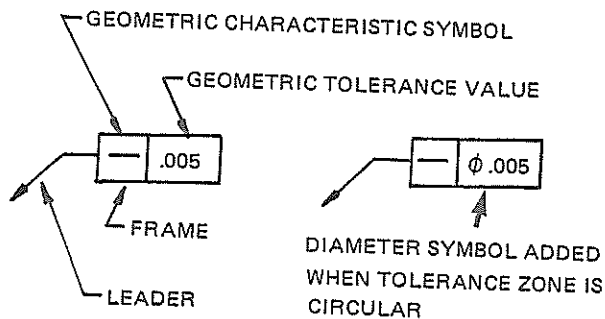 GEOMETRIC CHARACTERISTIC SYMBOL
GEOMETRIC TOLERANCE VALUE
.005
ϕ .005
FRAME
LEADER
DIAMETER SYMBOL ADDED
WHEN TOLERANCE ZONE IS
CIRCULAR